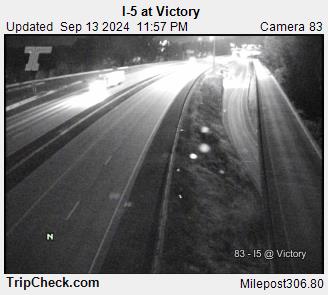 I-5 at Victory
Updated  Sep 13 2024  11:57 PM
Camera 83
T
N
83 - I5 @ Victory
TripCheck.com
Milepost306.80